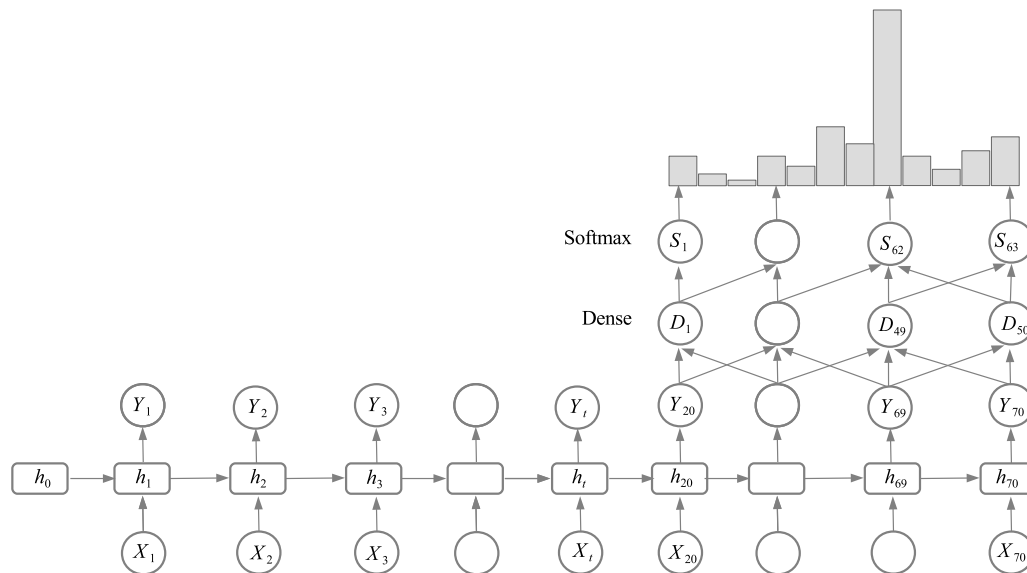 Softmax S₁ S₆₂ S₆₃
Dense D₁ D₄₉ D₅₀
Y₁ Y₂ Y₃ Yₜ Y₂₀ Y₆₉ Y₇₀
h₀ h₁ h₂ h₃ hₜ h₂₀ h₆₉ h₇₀
X₁ X₂ X₃ Xₜ X₂₀ X₇₀